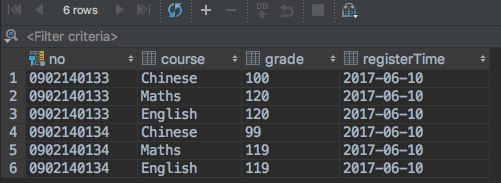 6 rows DB
<Filter criteria>
no course grade registerTime
1 0902140133 Chinese 100 2017-06-10
2 0902140133 Maths 120 2017-06-10
3 0902140133 English 120 2017-06-10
4 0902140134 Chinese 99 2017-06-10
5 0902140134 Maths 119 2017-06-10
6 0902140134 English 119 2017-06-10